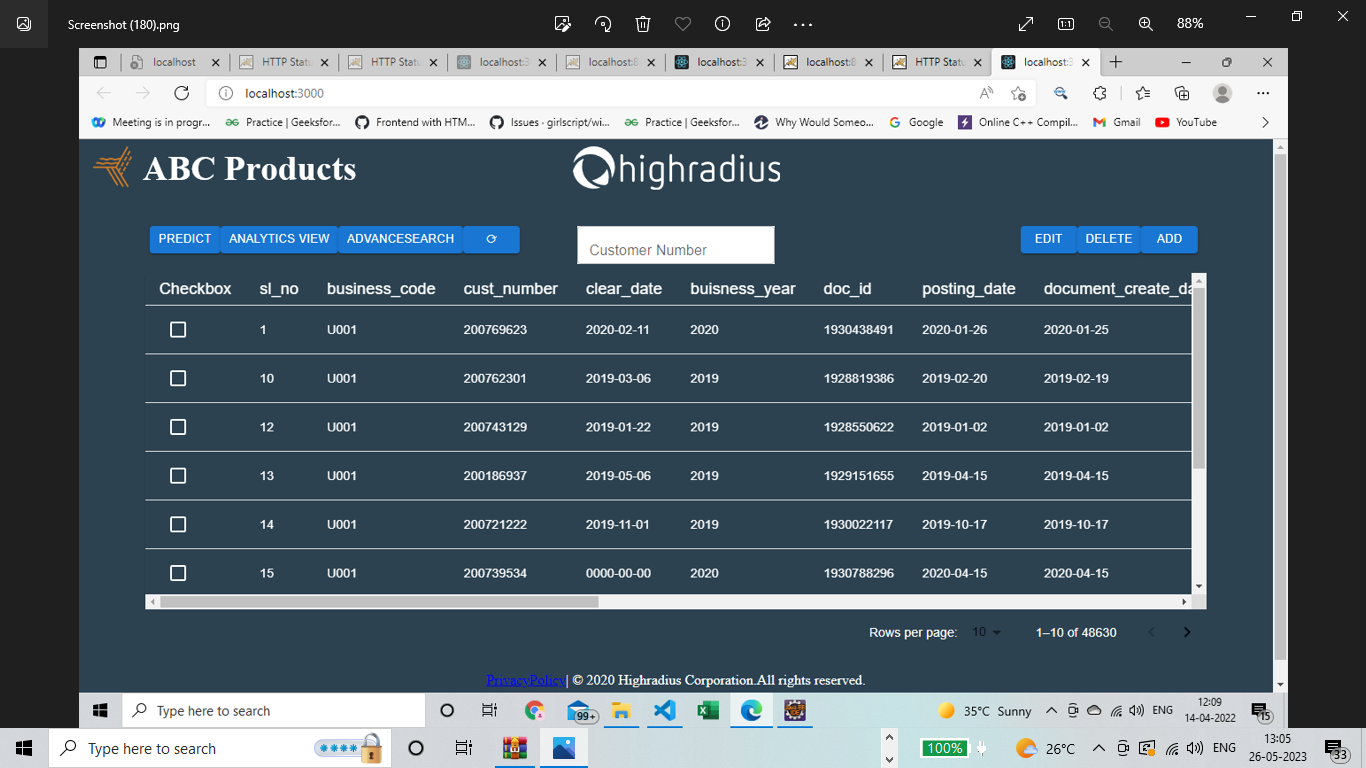 Screenshot (180).png
88%
localhost
HTTP Statu
HTTP Statu
localhost:3
localhost:8
localhost:3
localhost:8
HTTP Statu
localhost:3
localhost:3000
Meeting is in progr...
Practice | Geeksfor...
Frontend with HTM...
Issues · girlscript/wi...
Practice | Geeksfor...
Why Would Someo...
Google
Online C++ Compil...
Gmail
YouTube
ABC Products
highradius
PREDICT ANALYTICS VIEW ADVANCESEARCH
Customer Number
EDIT DELETE ADD
Checkbox sl_no business_code cust_number clear_date buisness_year doc_id posting_date document_create_da
1 U001 200769623 2020-02-11 2020 1930438491 2020-01-26 2020-01-25
10 U001 200762301 2019-03-06 2019 1928819386 2019-02-20 2019-02-19
12 U001 200743129 2019-01-22 2019 1928550622 2019-01-02 2019-01-02
13 U001 200186937 2019-05-06 2019 1929151655 2019-04-15 2019-04-15
14 U001 200721222 2019-11-01 2019 1930022117 2019-10-17 2019-10-17
15 U001 200739534 0000-00-00 2020 1930788296 2020-04-15 2020-04-15
Rows per page: 10 1–10 of 48630
PrivacyPolicy| © 2020 Highradius Corporation.All rights reserved.
Type here to search
99+
35°C Sunny
ENG
12:09
14-04-2022
15
Type here to search
100%
26°C
ENG
13:05
26-05-2023
33